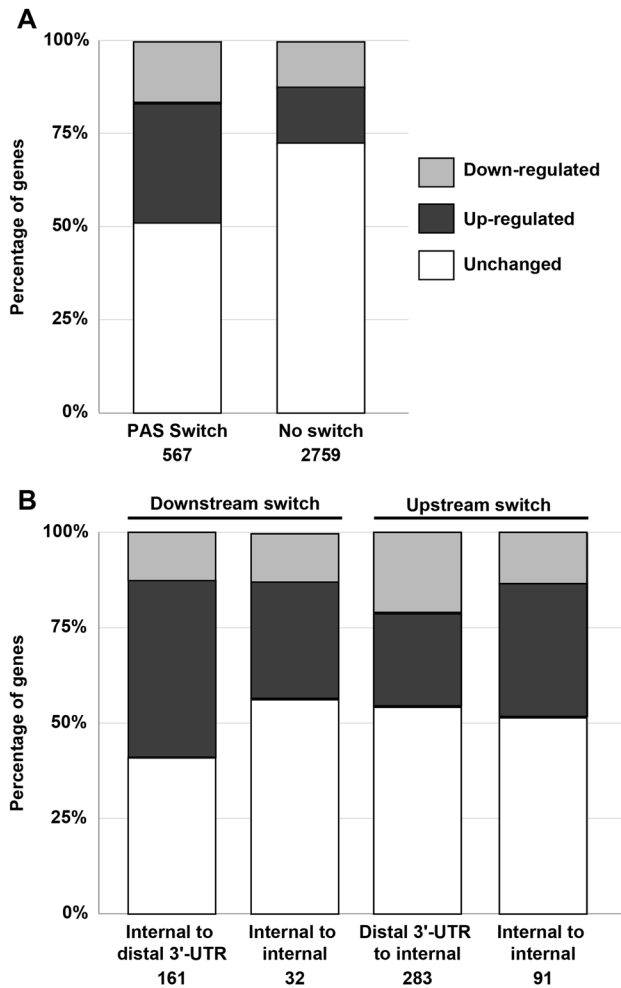 A
100%
75%
50%
25%
0%
Percentage of genes
PAS Switch
567
No switch
2759
Down-regulated
Up-regulated
Unchanged
B
Downstream switch
Upstream switch
100%
75%
50%
25%
0%
Percentage of genes
Internal to
distal 3'-UTR
161
Internal to
internal
32
Distal 3'-UTR
to internal
283
Internal to
internal
91